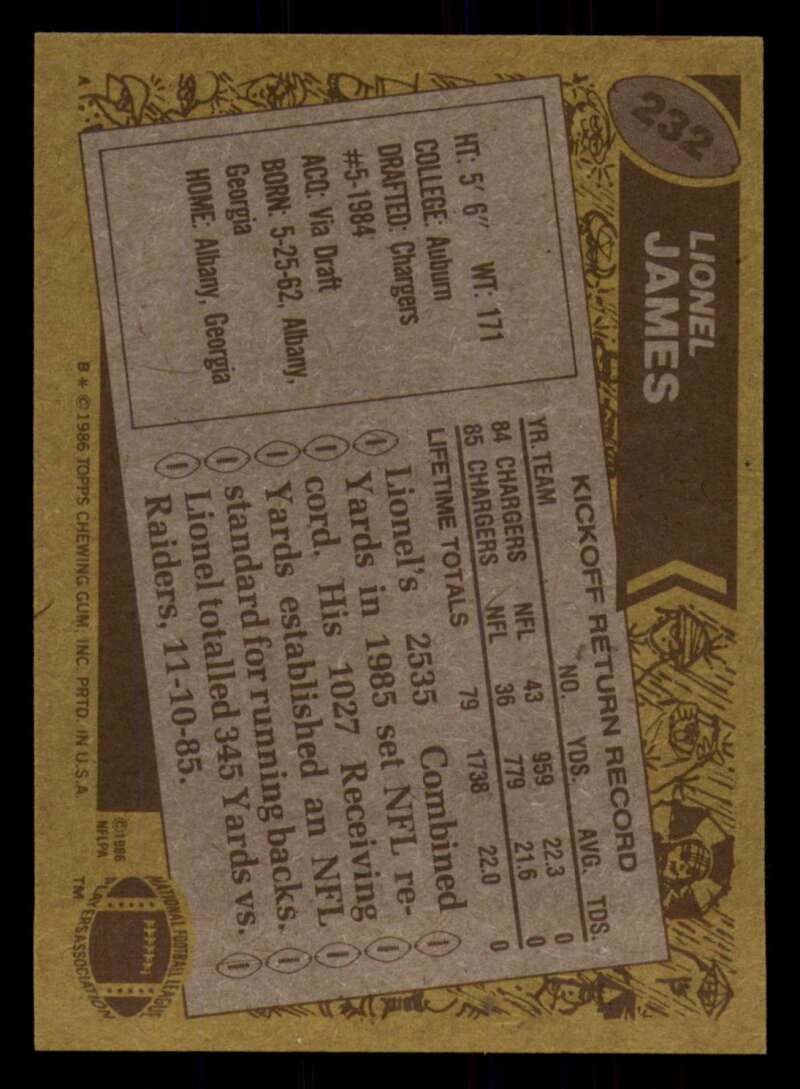 232
LIONEL
JAMES
HT: 5' 6" WT: 171
COLLEGE: Auburn
DRAFTED: Chargers
#5-1984
ACQ: Via Draft
BORN: 5-25-62, Albany,
Georgia
HOME: Albany, Georgia
KICKOFF RETURN RECORD
YR. TEAM NO. YDS. AVG. TDS.
84 CHARGERS NFL 43 959 22.3 0
85 CHARGERS NFL 36 779 21.6 0
LIFETIME TOTALS 79 1738 22.0 0
Lionel's 2535 Combined
Yards in 1985 set NFL re-
cord. His 1027 Receiving
Yards established an NFL
standard for running backs.
Lionel totalled 345 Yards vs.
Raiders, 11-10-85.
B * © 1986 TOPPS CHEWING GUM, INC. PRTD. IN U.S.A.
© 1986
NFLPA
NATIONAL FOOTBALL LEAGUE
PLAYERS ASSOCIATION
TM